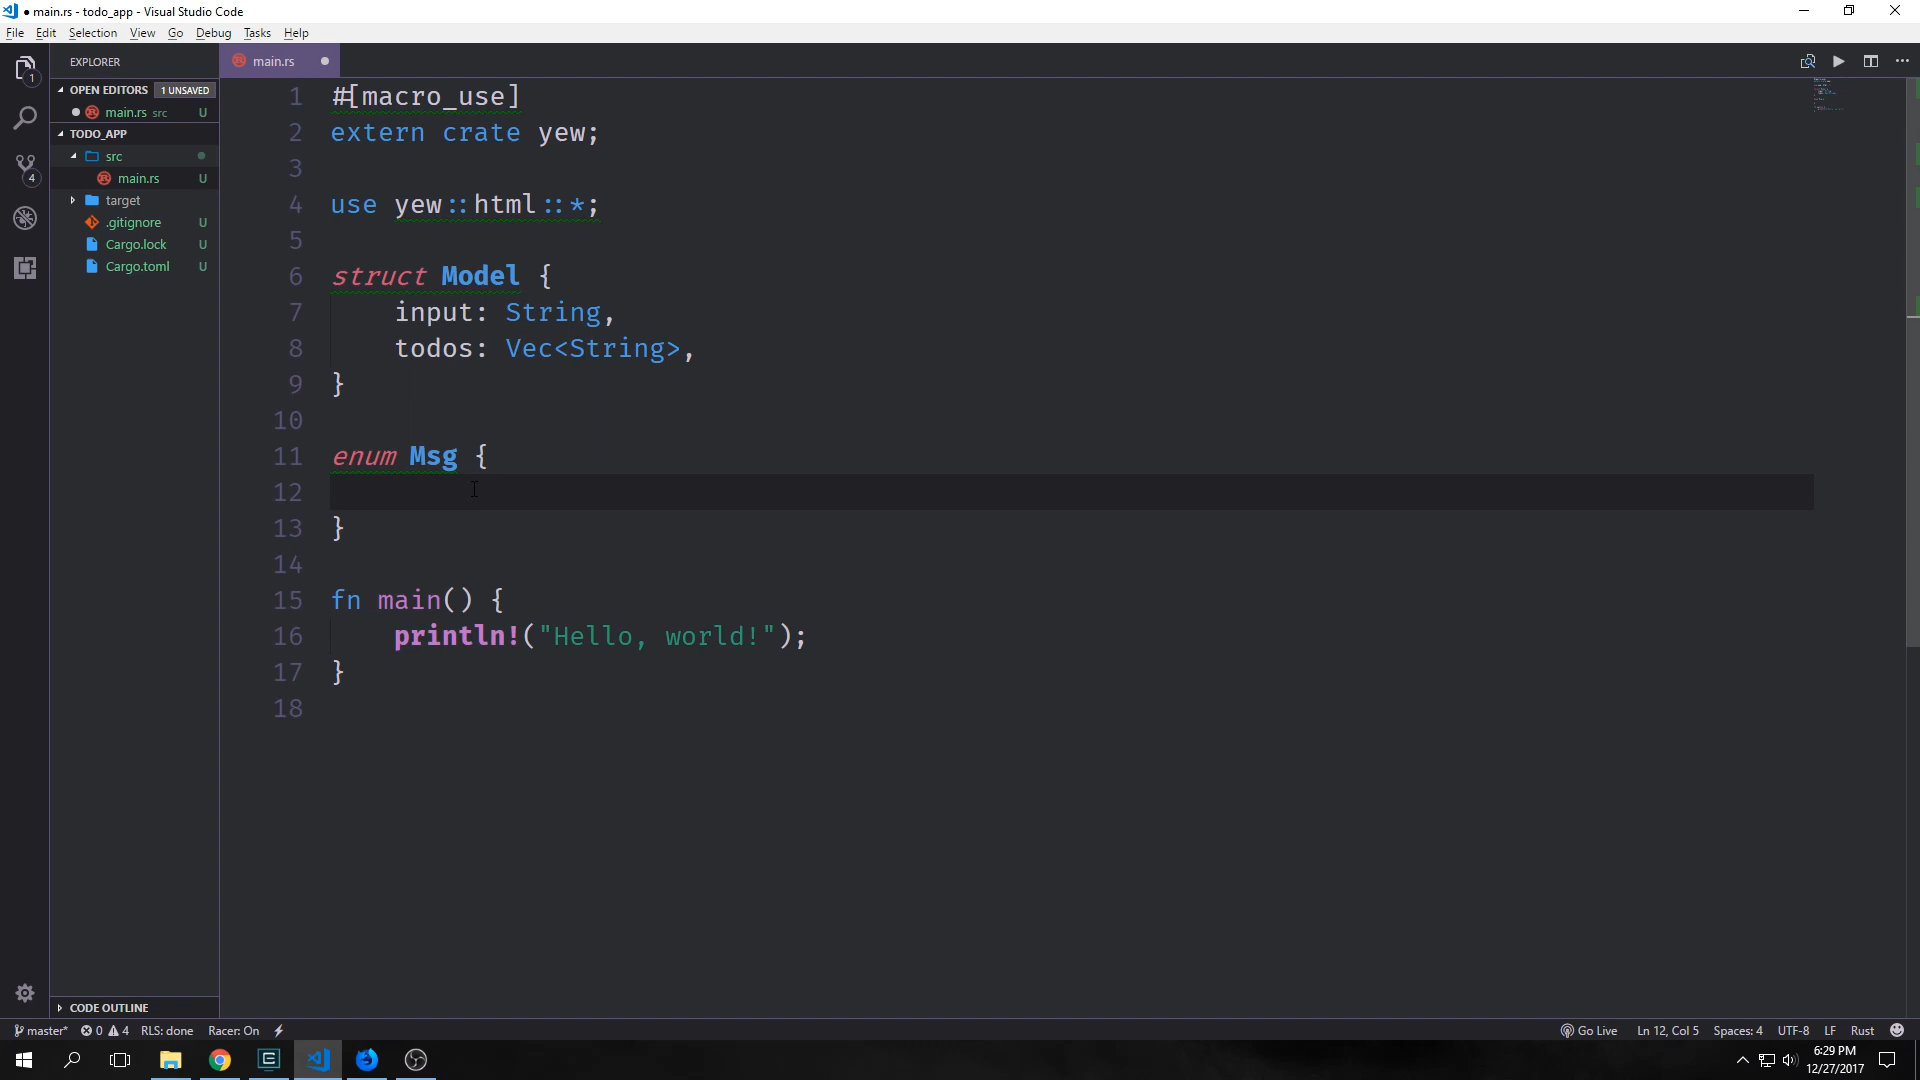 ● main.rs - todo_app - Visual Studio Code
File Edit Selection View Go Debug Tasks Help
EXPLORER
OPEN EDITORS 1 UNSAVED
main.rs src U
TODO_APP
src
main.rs U
target
.gitignore U
Cargo.lock U
Cargo.toml U
CODE OUTLINE
1
4
main.rs
1 #[macro_use]
2 extern crate yew;
3
4 use yew::html::*;
5
6 struct Model {
7 input: String,
8 todos: Vec<String>,
9 }
10
11 enum Msg {
12
13 }
14
15 fn main() {
16 println!("Hello, world!");
17 }
18
master* 0 4 RLS: done Racer: On Go Live Ln 12, Col 5 Spaces: 4 UTF-8 LF Rust
6:29 PM
12/27/2017